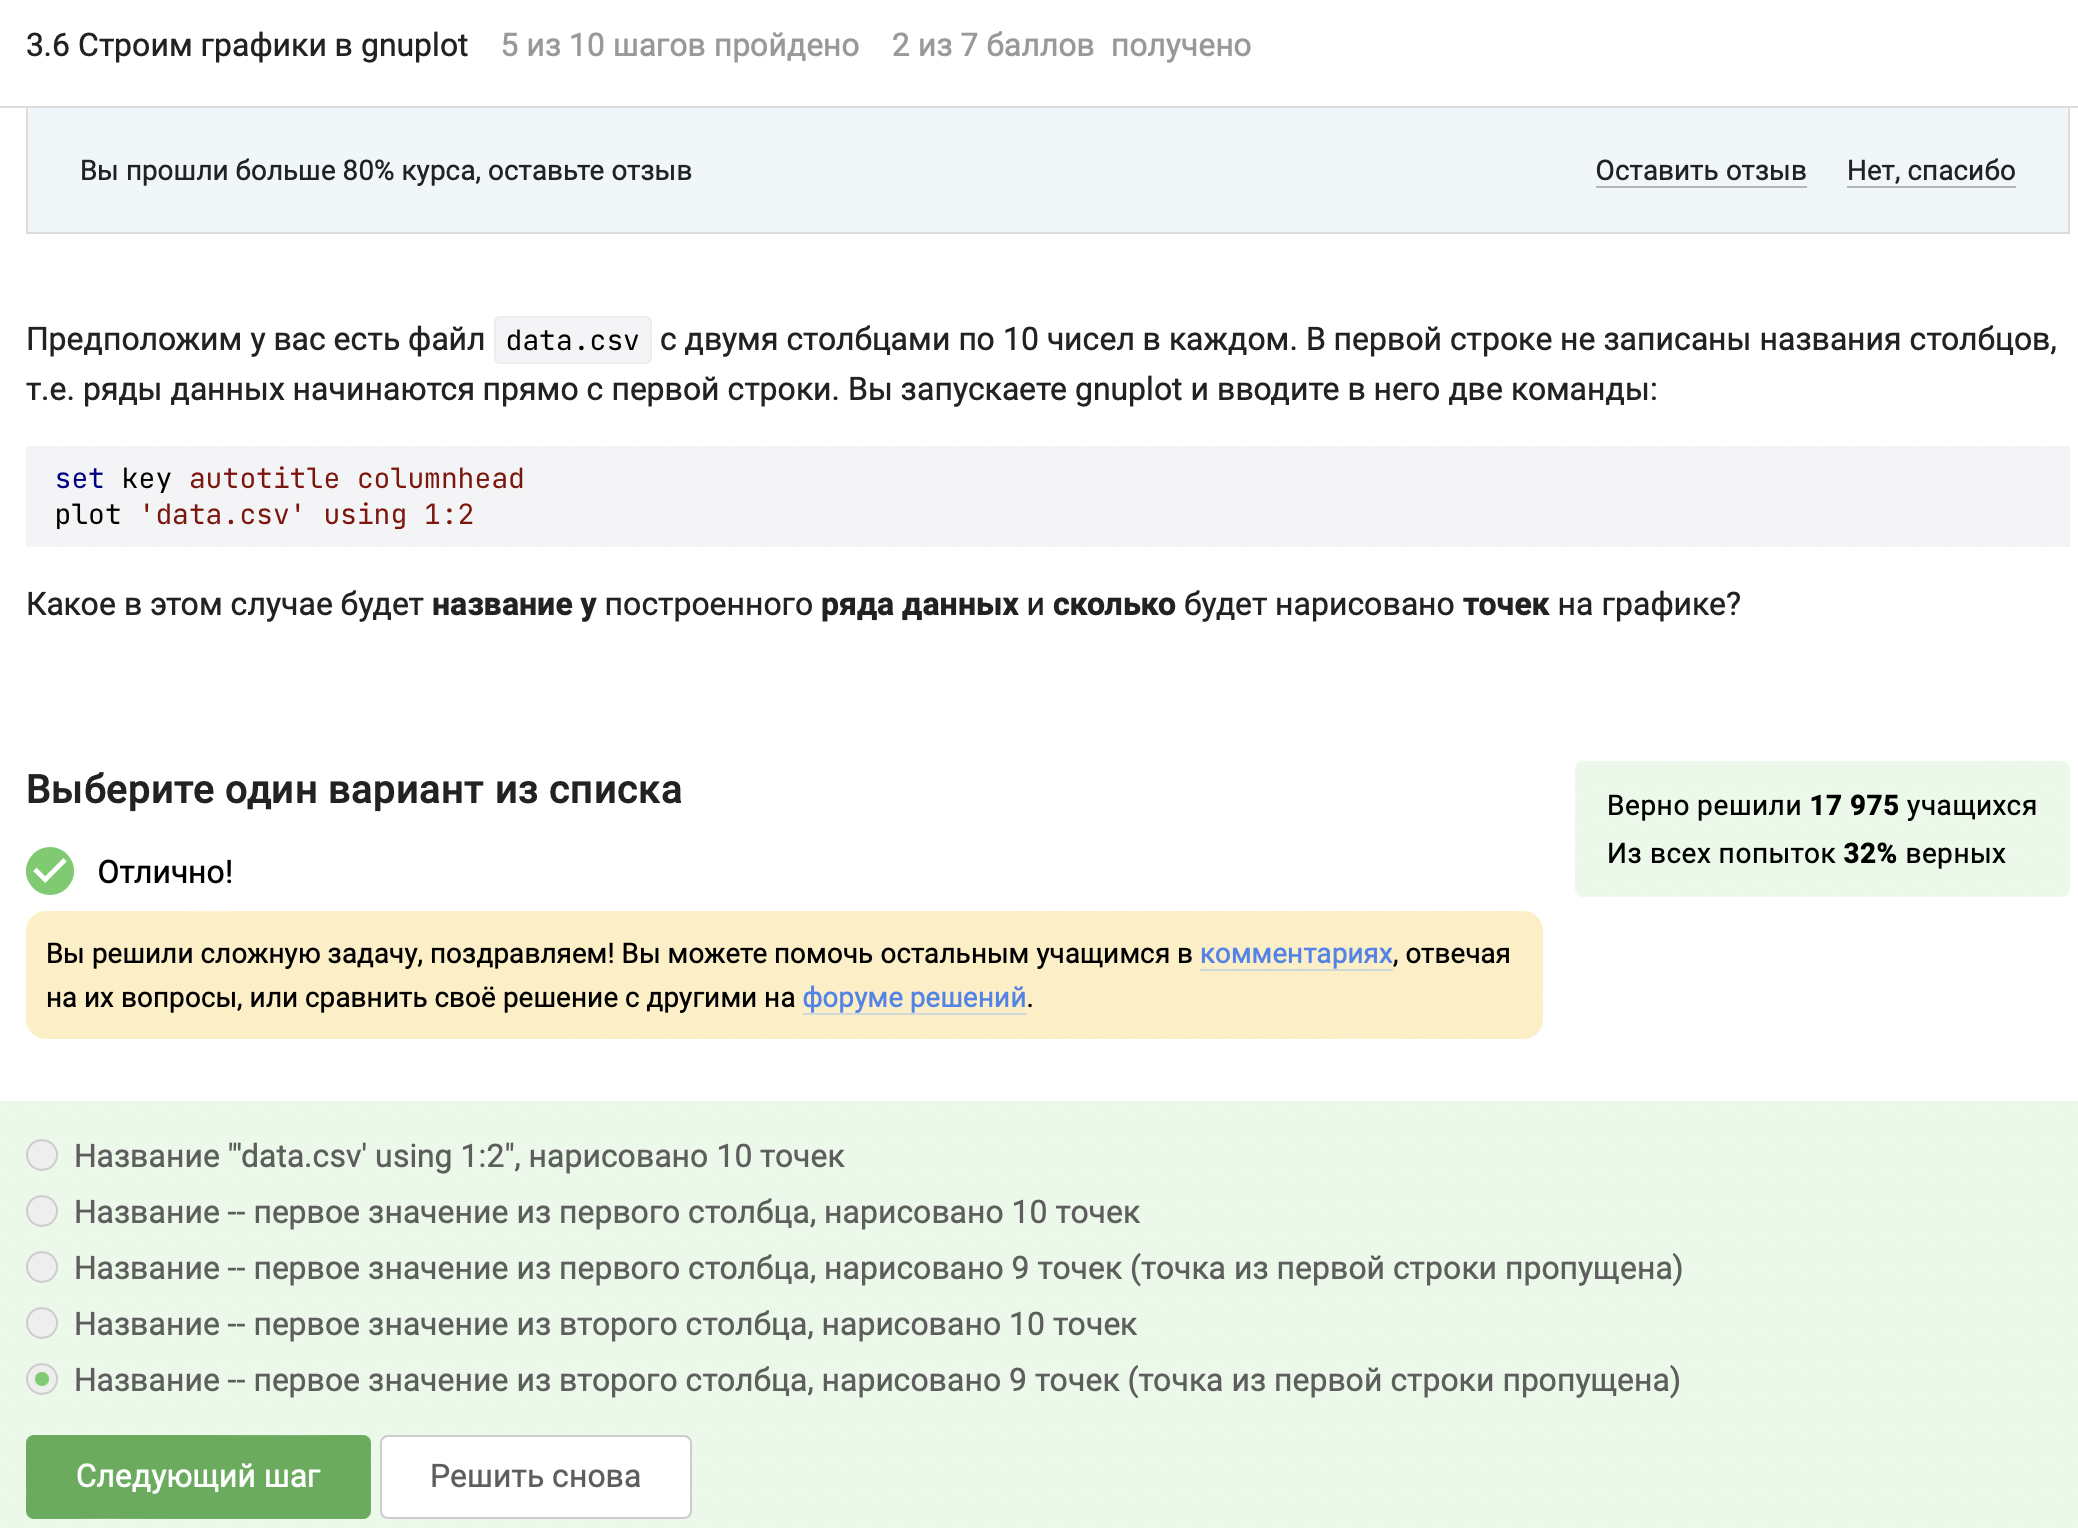 3.6 Строим графики в gnuplot 5 из 10 шагов пройдено 2 из 7 баллов получено
Вы прошли больше 80% курса, оставьте отзыв Оставить отзыв Нет, спасибо
Предположим у вас есть файл data.csv с двумя столбцами по 10 чисел в каждом. В первой строке не записаны названия столбцов,
т.е. ряды данных начинаются прямо с первой строки. Вы запускаете gnuplot и вводите в него две команды:
set key autotitle columnhead
plot 'data.csv' using 1:2
Какое в этом случае будет название у построенного ряда данных и сколько будет нарисовано точек на графике?
Выберите один вариант из списка
Верно решили 17 975 учащихся
Из всех попыток 32% верных
Отлично!
Вы решили сложную задачу, поздравляем! Вы можете помочь остальным учащимся в комментариях, отвечая
на их вопросы, или сравнить своё решение с другими на форуме решений.
Название "'data.csv' using 1:2", нарисовано 10 точек
Название -- первое значение из первого столбца, нарисовано 10 точек
Название -- первое значение из первого столбца, нарисовано 9 точек (точка из первой строки пропущена)
Название -- первое значение из второго столбца, нарисовано 10 точек
Название -- первое значение из второго столбца, нарисовано 9 точек (точка из первой строки пропущена)
Следующий шаг Решить снова